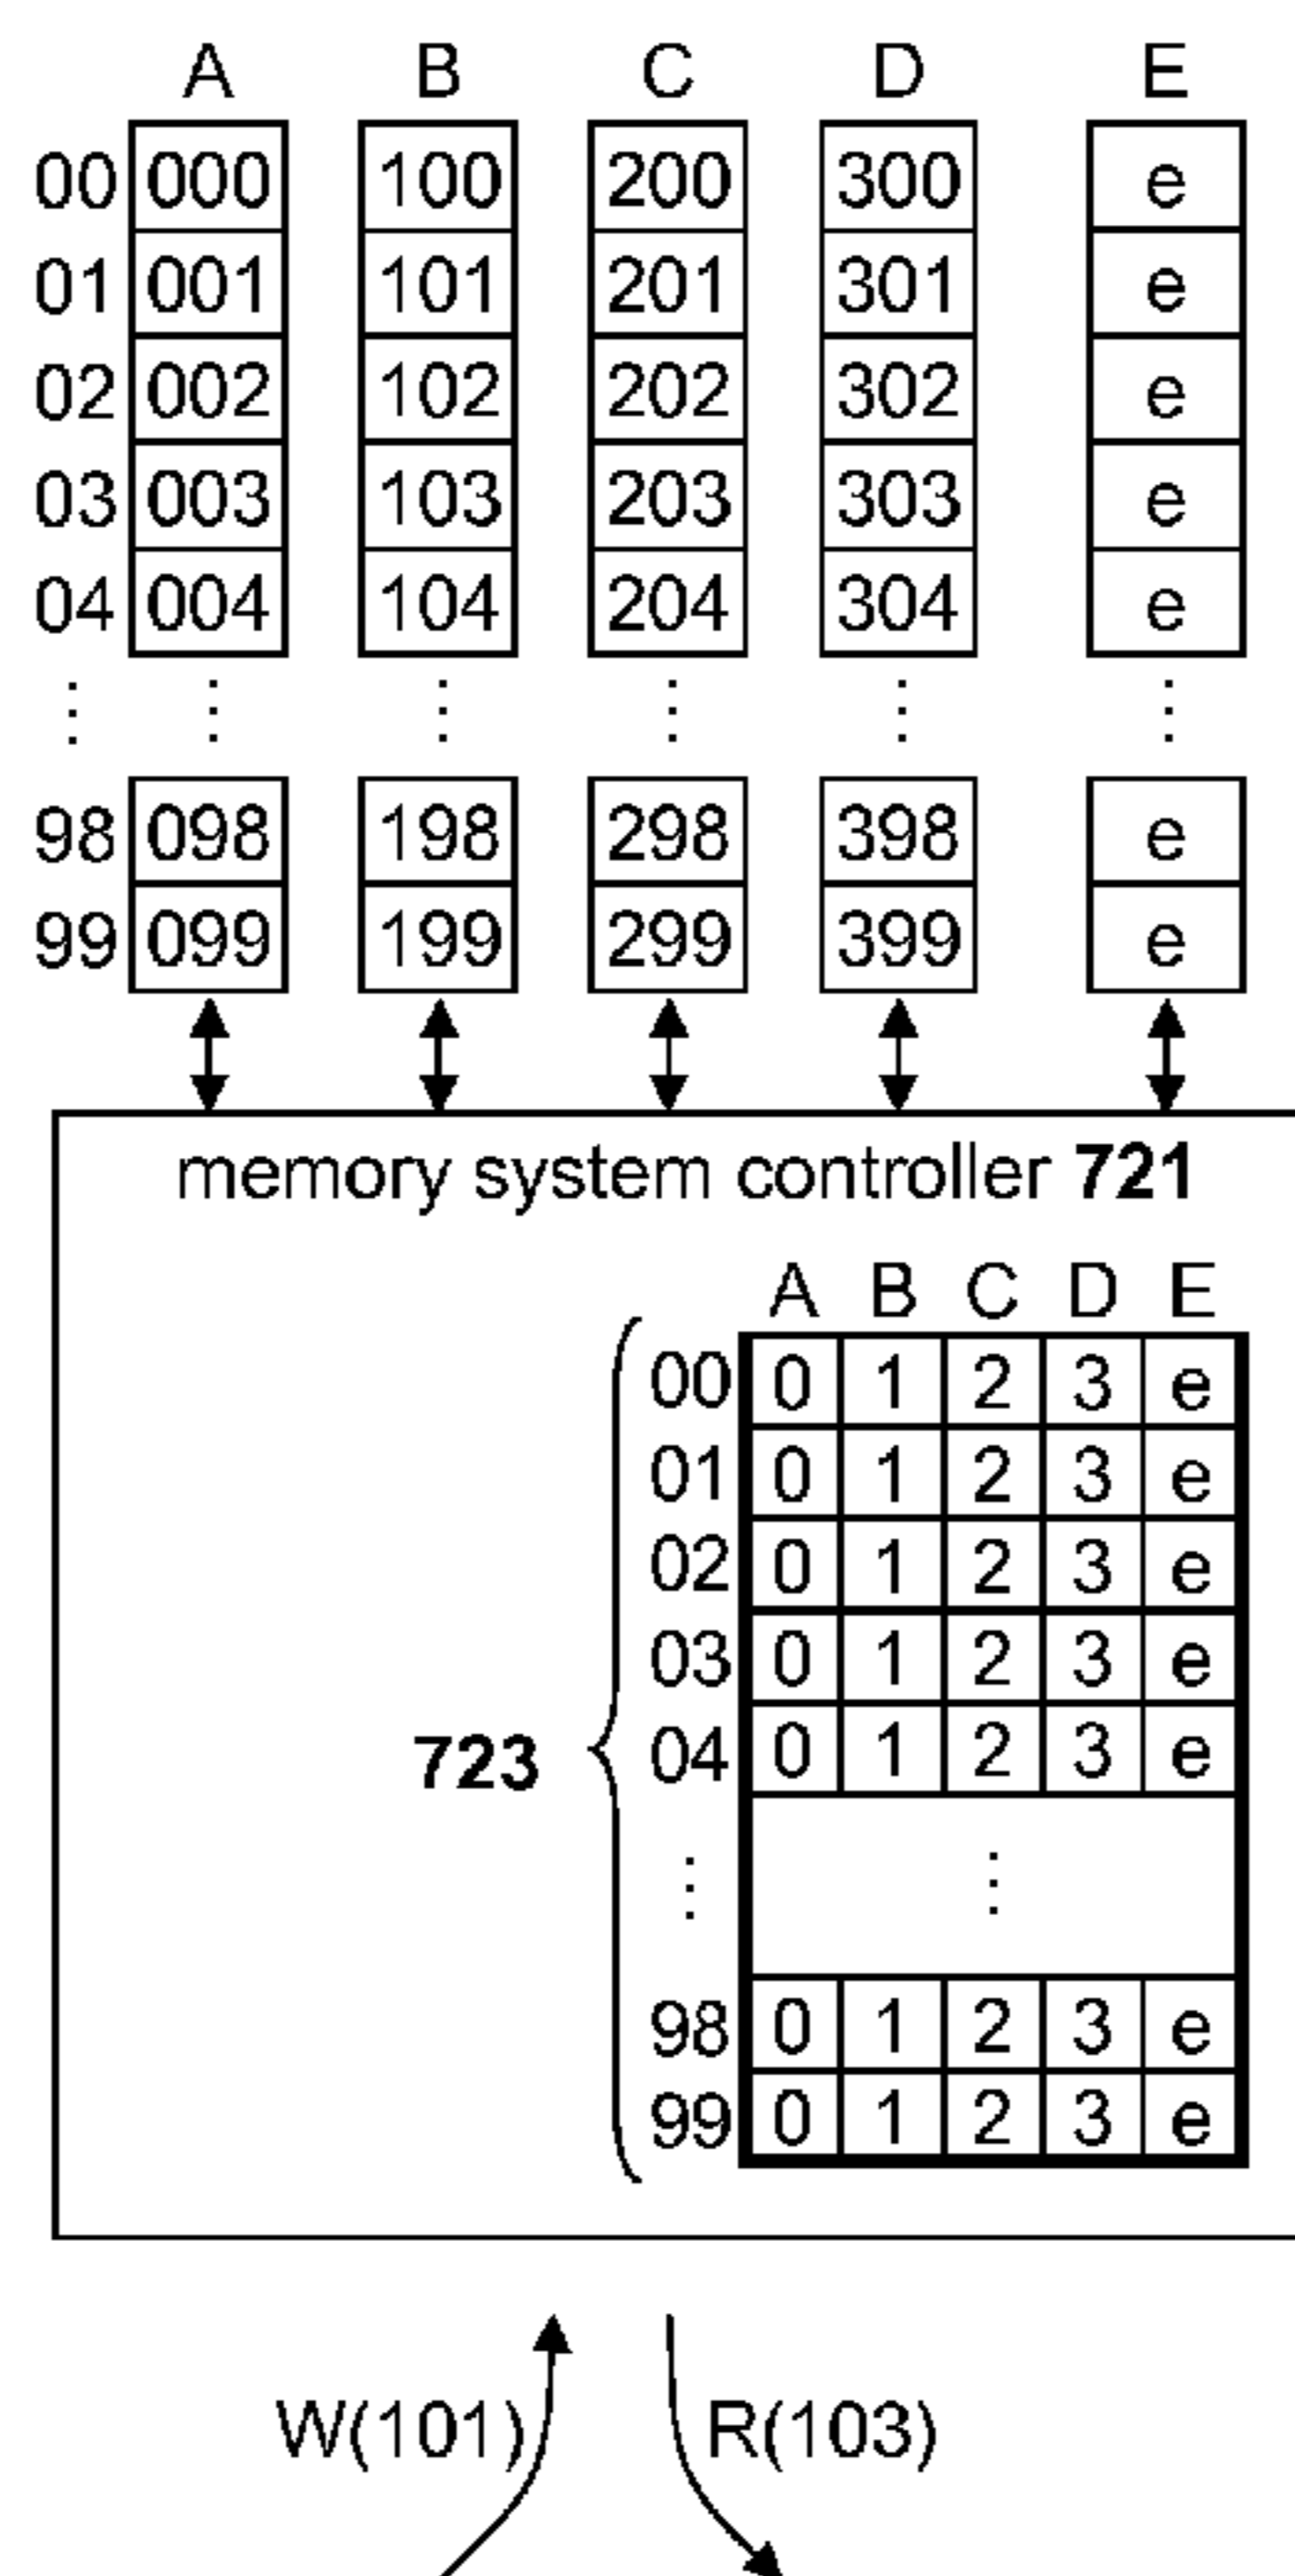 A B C D E
00 000 100 200 300 e
01 001 101 201 301 e
02 002 102 202 302 e
03 003 103 203 303 e
04 004 104 204 304 e
⋮ ⋮ ⋮ ⋮ ⋮ ⋮
98 098 198 298 398 e
99 099 199 299 399 e
memory system controller 721
A B C D E
00 0 1 2 3 e
01 0 1 2 3 e
02 0 1 2 3 e
03 0 1 2 3 e
723
04 0 1 2 3 e
⋮ ⋮
98 0 1 2 3 e
99 0 1 2 3 e
W(101) R(103)